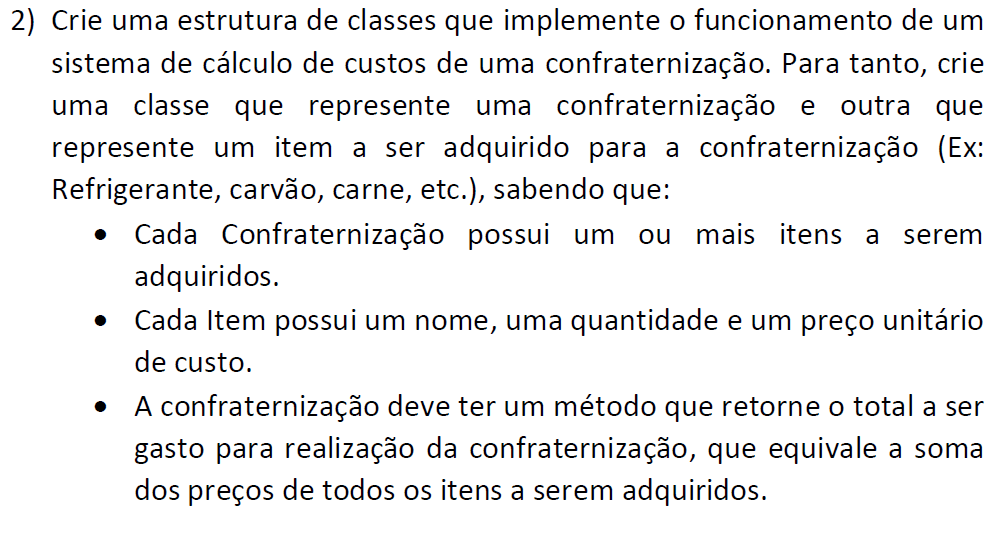 2) Crie uma estrutura de classes que implemente o funcionamento de um
sistema de cálculo de custos de uma confraternização. Para tanto, crie
uma classe que represente uma confraternização e outra que
represente um item a ser adquirido para a confraternização (Ex:
Refrigerante, carvão, carne, etc.), sabendo que:
• Cada Confraternização possui um ou mais itens a serem
adquiridos.
• Cada Item possui um nome, uma quantidade e um preço unitário
de custo.
• A confraternização deve ter um método que retorne o total a ser
gasto para realização da confraternização, que equivale a soma
dos preços de todos os itens a serem adquiridos.